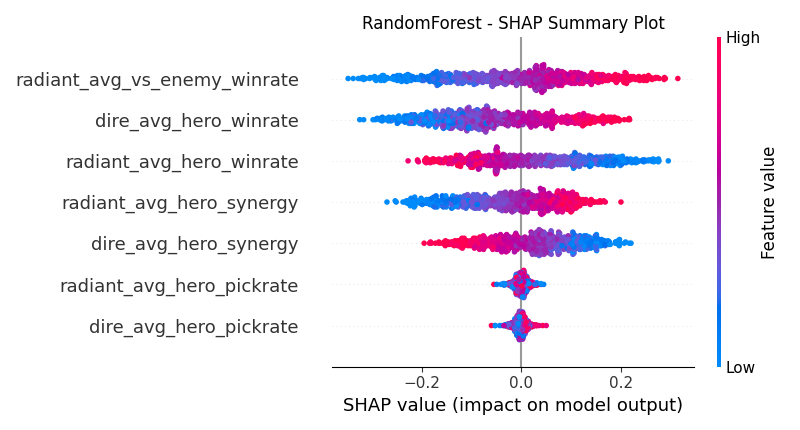 RandomForest - SHAP Summary Plot
High
radiant_avg_vs_enemy_winrate
dire_avg_hero_winrate
radiant_avg_hero_winrate
radiant_avg_hero_synergy
dire_avg_hero_synergy
radiant_avg_hero_pickrate
dire_avg_hero_pickrate
Feature value
Low
−0.2 0.0 0.2
SHAP value (impact on model output)